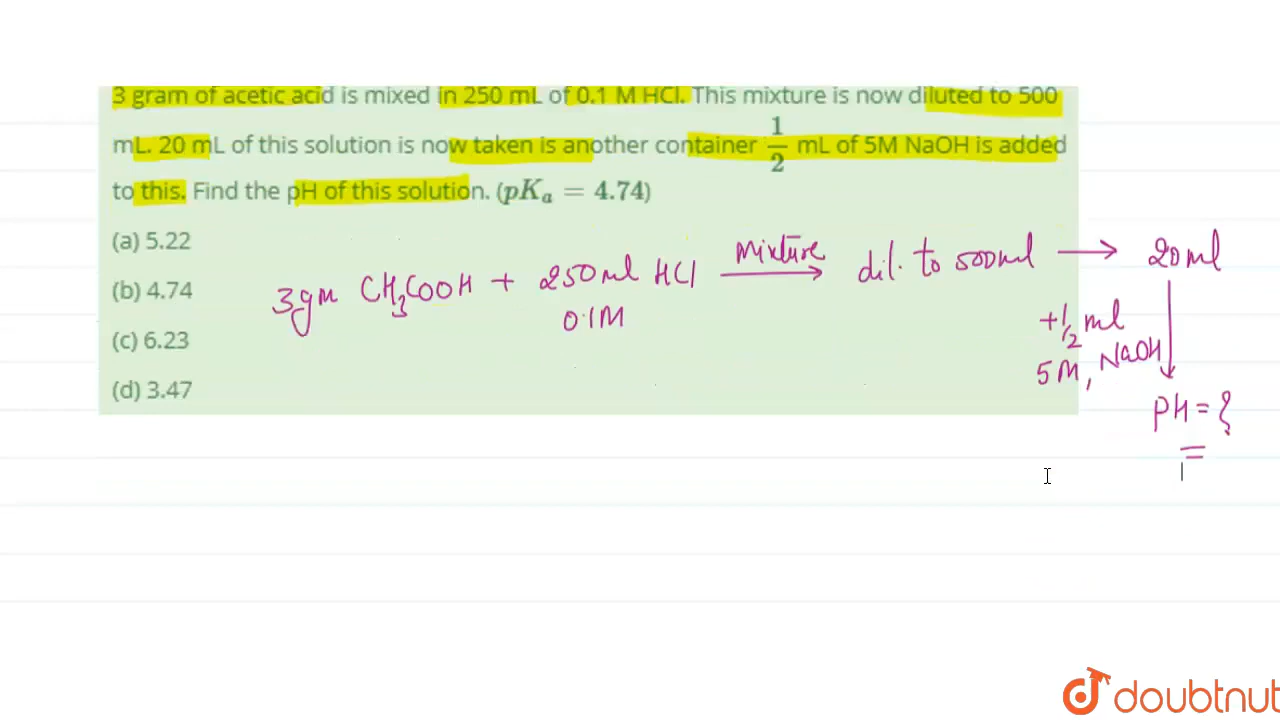 3 gram of acetic acid is mixed in 250 mL of 0.1 M HCl. This mixture is now diluted to 500
mL. 20 mL of this solution is now taken is another container 1/2 mL of 5M NaOH is added
to this. Find the pH of this solution. (pKₐ = 4.74)
(a) 5.22
(b) 4.74
(c) 6.23
(d) 3.47
3gm CH₃COOH + 250ml HCl mixture → dil. to 500ml → 20ml
0.1M
+1/2 ml
5M, NaOH
pH = ?
doubtnut